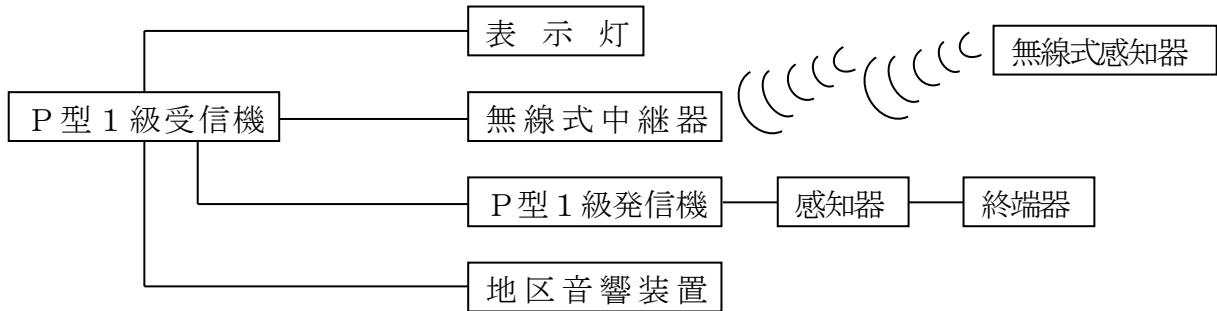 表示灯
無線式感知器
P型1級受信機
無線式中継器
P型1級発信機
感知器
終端器
地区音響装置